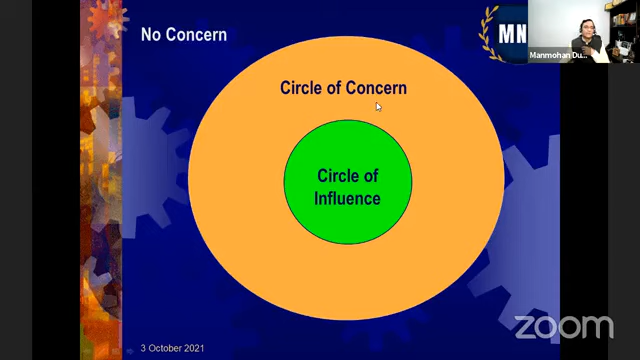 No Concern
MN
Manmohan Du...
Circle of Concern
Circle of
Influence
3 October 2021
zoom